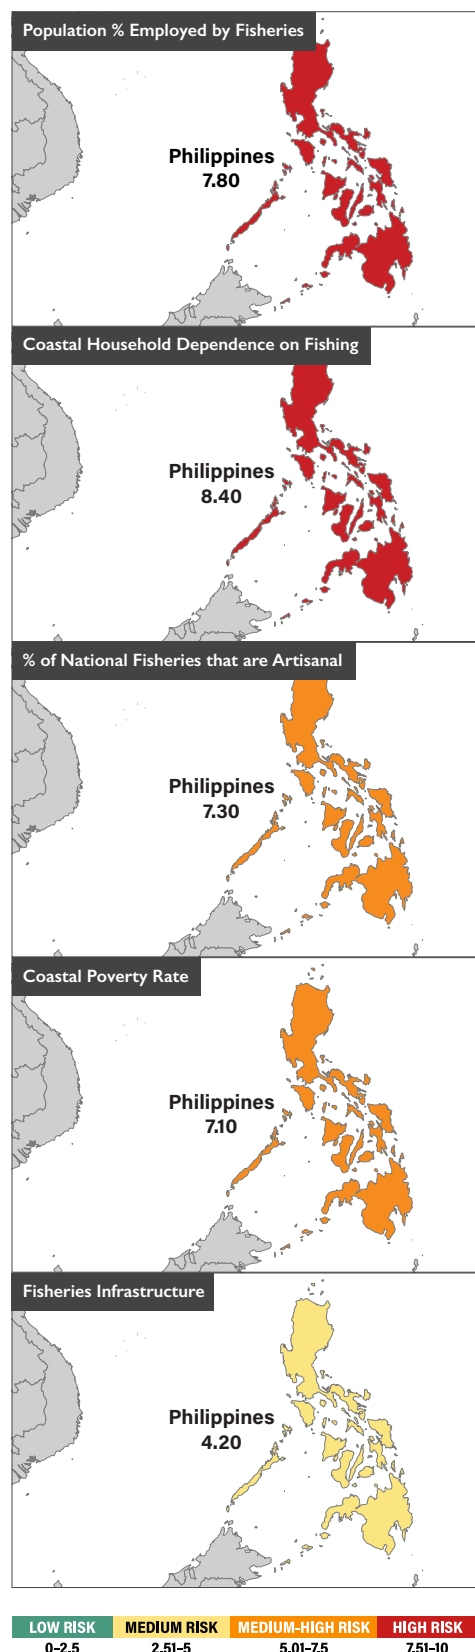 Population % Employed by Fisheries
Philippines
7.80
Coastal Household Dependence on Fishing
Philippines
8.40
% of National Fisheries that are Artisanal
Philippines
7.30
Coastal Poverty Rate
Philippines
7.10
Fisheries Infrastructure
Philippines
4.20
LOW RISK MEDIUM RISK MEDIUM-HIGH RISK HIGH RISK
0–2.5 2.51–5 5.01–7.5 7.51–10